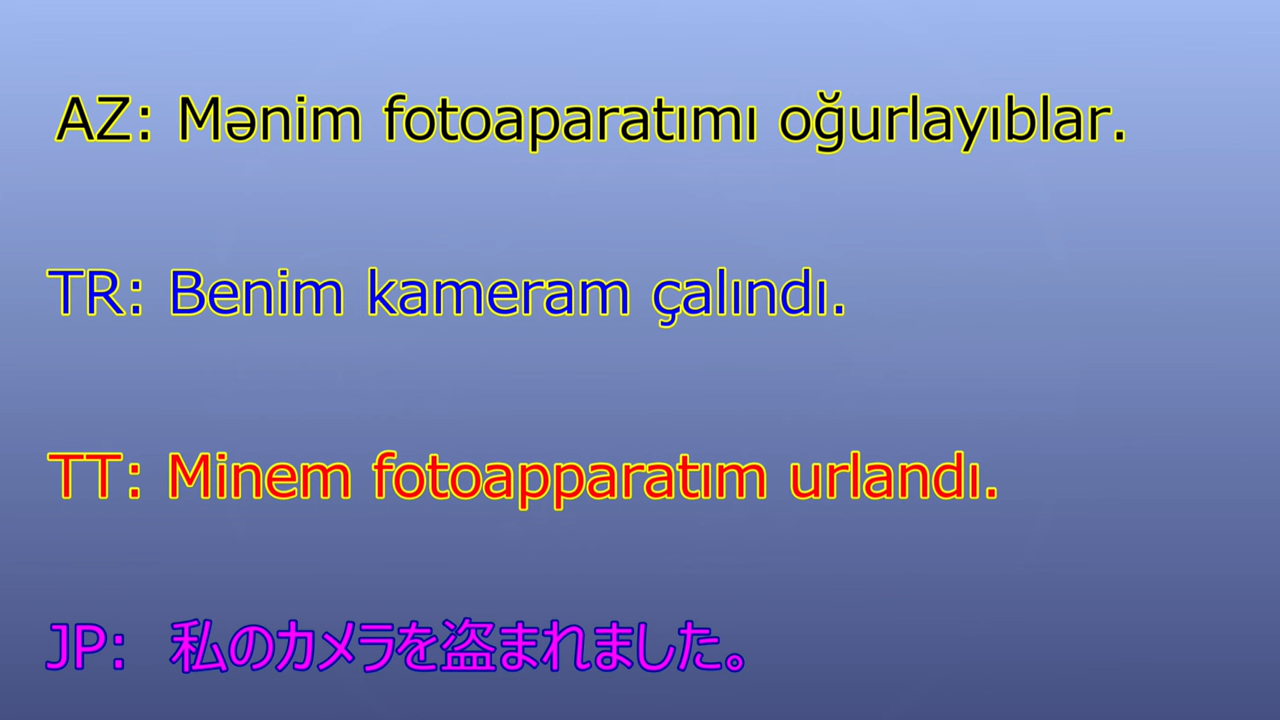 AZ: Mənim fotoaparatımı oğurlayıblar.
TR: Benim kameram çalındı.
TT: Minem fotoapparatım urlandı.
JP: 私のカメラを盗まれました。